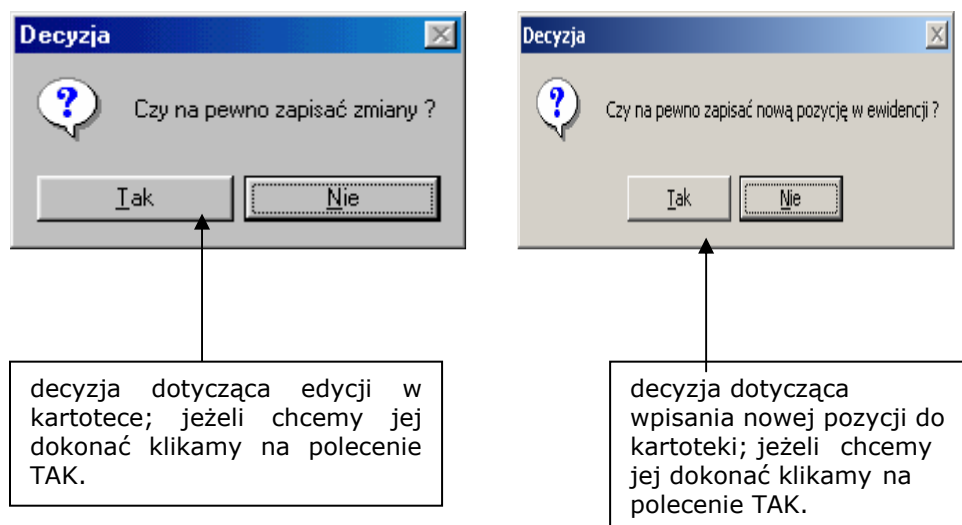 Decyzja
Czy na pewno zapisać zmiany ?
Tak
Nie
Decyzja
Czy na pewno zapisać nową pozycję w ewidencji ?
Tak
Nie
decyzja dotycząca edycji w
kartotece; jeżeli chcemy jej
dokonać klikamy na polecenie
TAK.
decyzja dotycząca
wpisania nowej pozycji do
kartoteki; jeżeli chcemy
jej dokonać klikamy na
polecenie TAK.